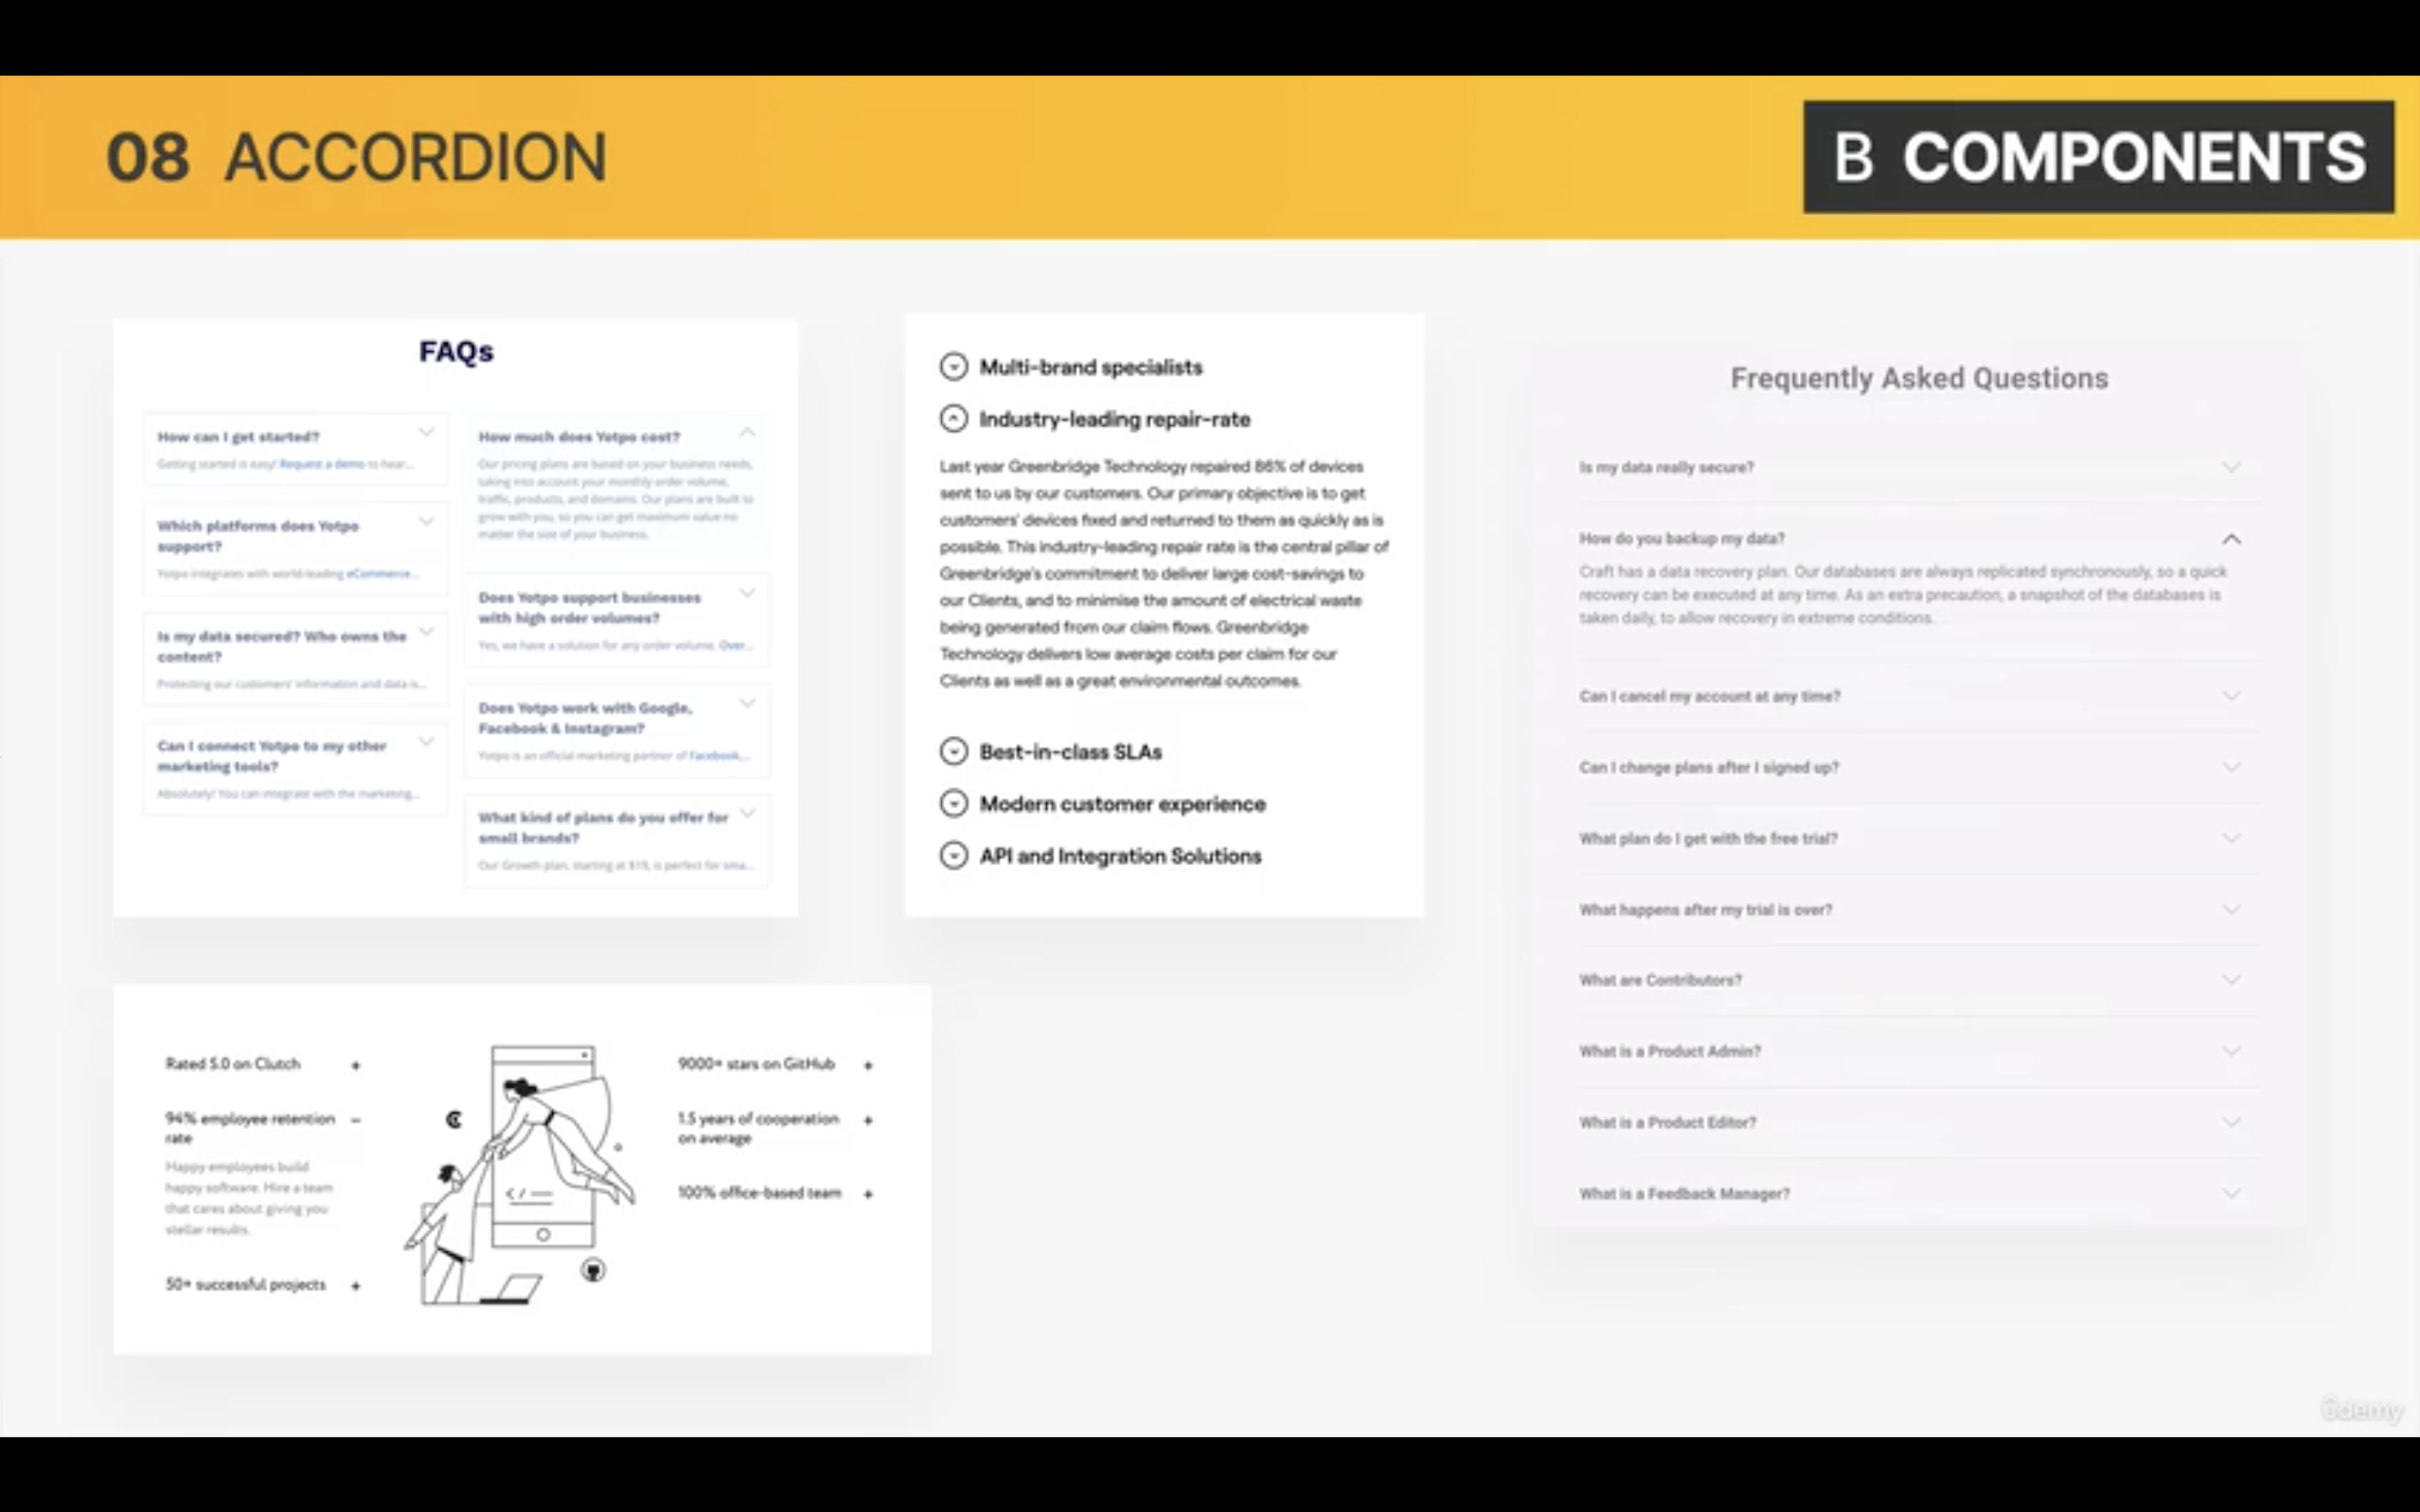 08 ACCORDION
B COMPONENTS
FAQs
How can I get started?
Getting started is easy! Request a demo to hear...
Which platforms does Yotpo
support?
Yotpo integrates with world-leading eCommerce...
Is my data secured? Who owns the
content?
Protecting our customers' information and data is...
Can I connect Yotpo to my other
marketing tools?
Absolutely! You can integrate with the marketing...
How much does Yotpo cost?
Our pricing plans are based on your business needs,
taking into account your monthly order volume,
traffic, products, and domains. Our plans are built to
grow with you, so you can get maximum value no
matter the size of your business.
Does Yotpo support businesses
with high order volumes?
Yes, we have a solution for any order volume. Over...
Does Yotpo work with Google,
Facebook & Instagram?
Yotpo is an official marketing partner of Facebook,...
What kind of plans do you offer for
small brands?
Our Growth plan, starting at $19, is perfect for sma...
Multi-brand specialists
Industry-leading repair-rate
Last year Greenbridge Technology repaired 86% of devices
sent to us by our customers. Our primary objective is to get
customers' devices fixed and returned to them as quickly as is
possible. This industry-leading repair rate is the central pillar of
Greenbridge's commitment to deliver large cost-savings to
our Clients, and to minimise the amount of electrical waste
being generated from our claim flows. Greenbridge
Technology delivers low average costs per claim for our
Clients as well as a great environmental outcomes.
Best-in-class SLAs
Modern customer experience
API and Integration Solutions
Frequently Asked Questions
Is my data really secure?
How do you backup my data?
Craft has a data recovery plan. Our databases are always replicated synchronously, so a quick
recovery can be executed at any time. As an extra precaution, a snapshot of the databases is
taken daily, to allow recovery in extreme conditions.
Can I cancel my account at any time?
Can I change plans after I signed up?
What plan do I get with the free trial?
What happens after my trial is over?
What are Contributors?
What is a Product Admin?
What is a Product Editor?
What is a Feedback Manager?
Rated 5.0 on Clutch +
94% employee retention –
rate
Happy employees build
happy software. Hire a team
that cares about giving you
stellar results.
50+ successful projects +
</>
9000+ stars on GitHub +
1.5 years of cooperation +
on average
100% office-based team +
ûdemy